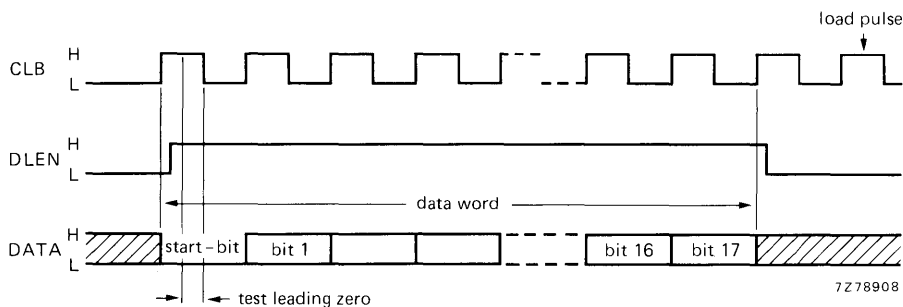 load pulse
H
CLB
L
H
DLEN
L
data word
H
DATA
L
start-bit
bit 1
bit 16
bit 17
7Z78908
test leading zero